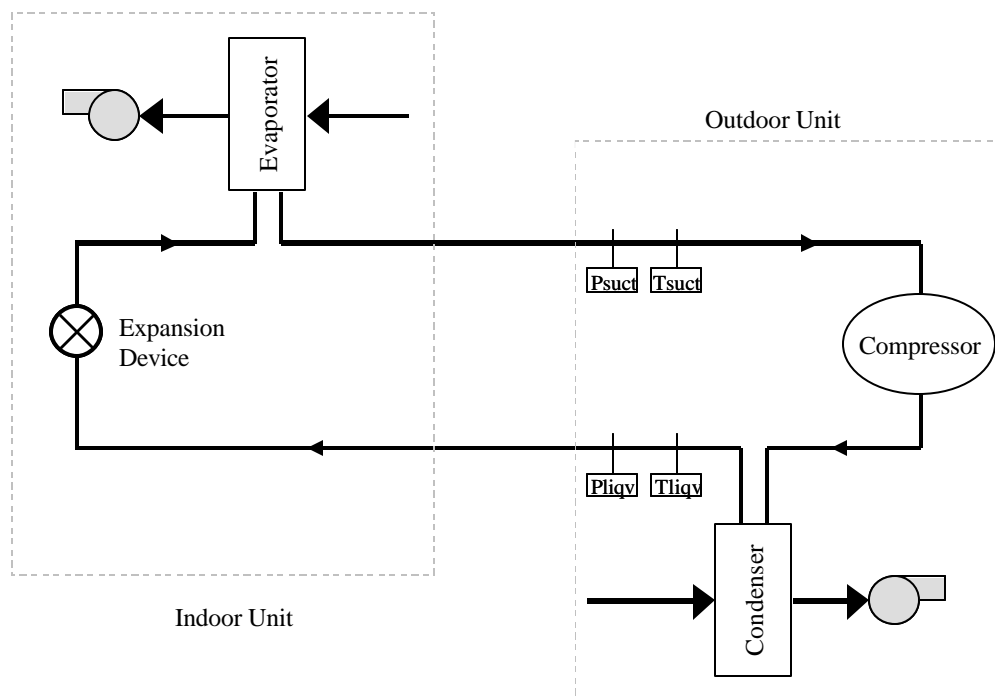 Evaporator
Outdoor Unit
Psuct
Tsuct
Expansion
Device
Compressor
Pliqv
Tliqv
Condenser
Indoor Unit